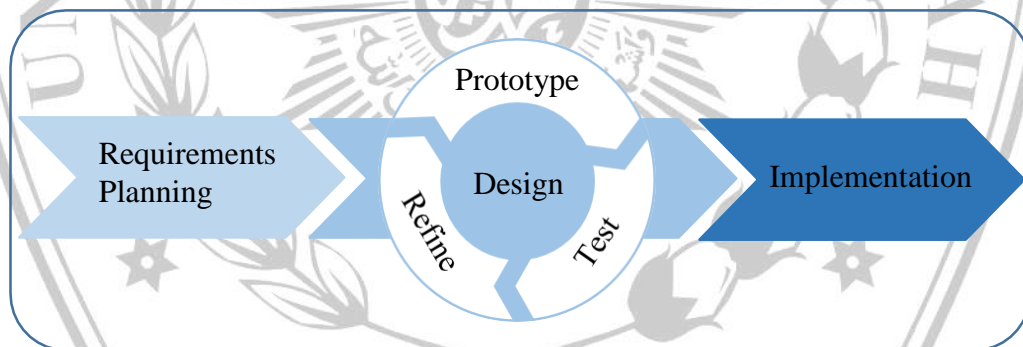 Prototype
Requirements
Planning
Design
Implementation
Refine
Test